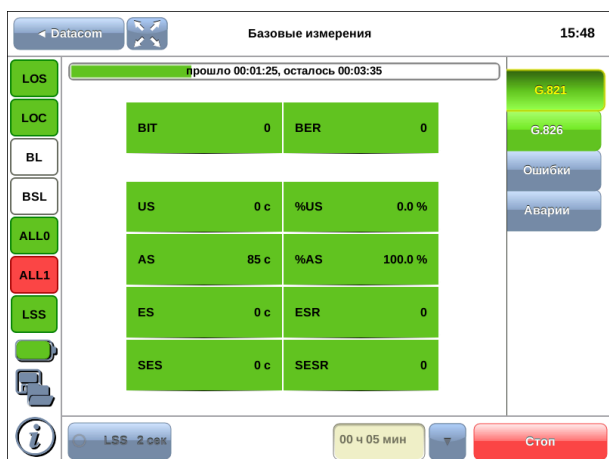 ◄ Datacom
Базовые измерения
15:48
прошло 00:01:25, осталось 00:03:35
LOS
LOC
BL
BSL
ALL0
ALL1
LSS
BIT 0 BER 0
US 0 с %US 0.0 %
AS 85 с %AS 100.0 %
ES 0 с ESR 0
SES 0 с SESR 0
G.821
G.826
Ошибки
Аварии
i
LSS 2 сек
00 ч 05 мин
▼
Стоп